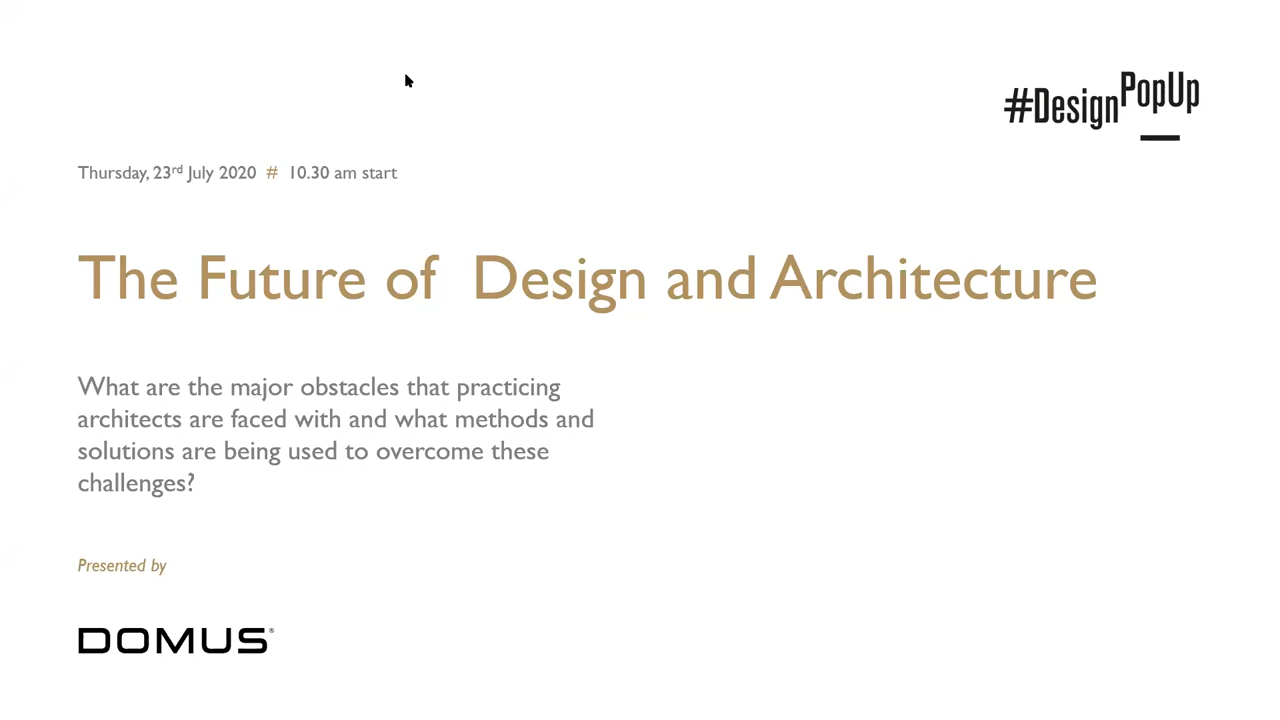 #DesignPopUp
Thursday, 23rd July 2020 # 10.30 am start
The Future of Design and Architecture
What are the major obstacles that practicing
architects are faced with and what methods and
solutions are being used to overcome these
challenges?
Presented by
DOMUS®